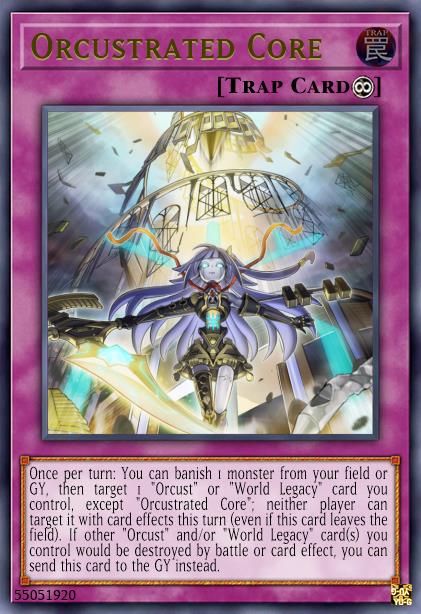 Orcustrated Core
TRAP
罠
[Trap Card♾]
Once per turn: You can banish 1 monster from your field or
GY, then target 1 "Orcust" or "World Legacy" card you
control, except "Orcustrated Core"; neither player can
target it with card effects this turn (even if this card leaves the
field). If other "Orcust" and/or "World Legacy" card(s) you
control would be destroyed by battle or card effect, you can
send this card to the GY instead.
55051920